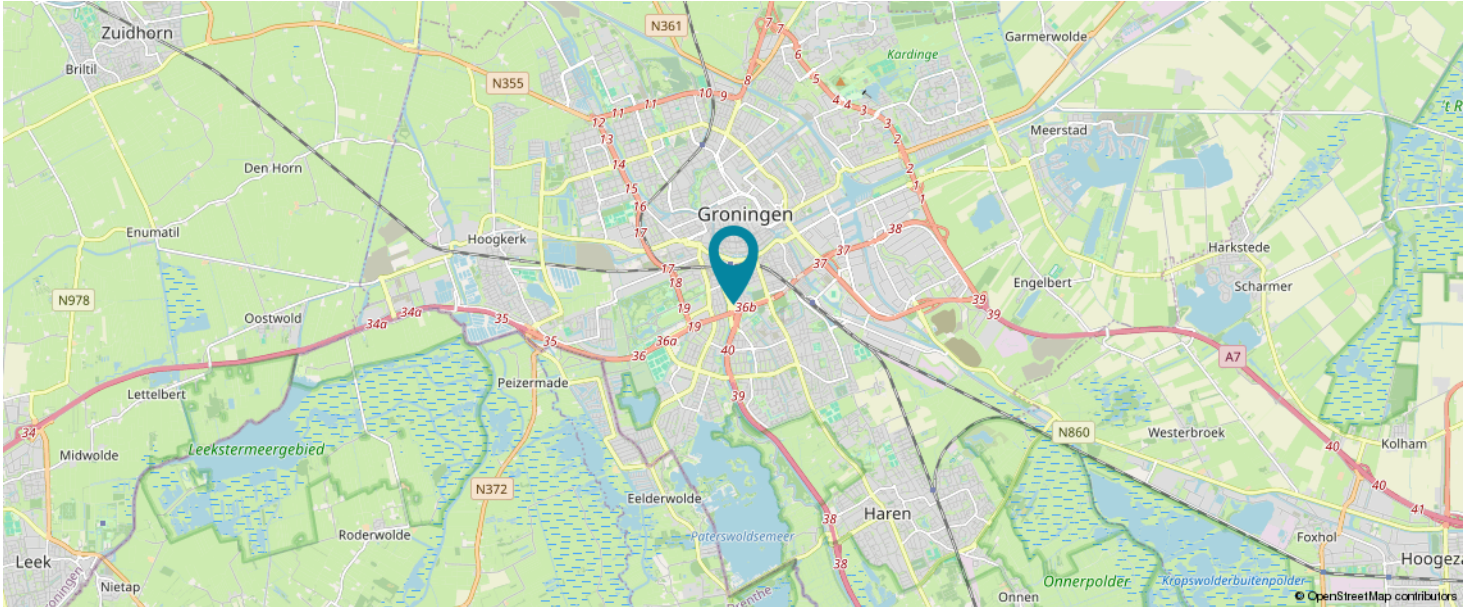 Zuidhorn
N361
7
7
6
Garmerwolde
Kardinge
Briltil
N355
8
5
10
9
11
11
4
4
3
12
3
't R
13
2
Meerstad
14
2
Den Horn
15
1
16
1
Groningen
17
Enumatil
Hoogkerk
38
37
Harkstede
37
17
18
Engelbert
Scharmer
N978
39
19
36b
39
Oostwold
34a
34a
35
19
35
36a
36
40
A7
Peizermade
Lettelbert
39
34
N860
Westerbroek
Midwolde
Leekstermeergebied
40
Kolham
N372
40
Eelderwolde
41
Haren
38
Roderwolde
Paterswoldsemeer
Foxhol
Leek
38
Hoogeza
Nietap
Onnerpolder
Kropswolderbuitenpolder
oningen
Drenthe
Onnen
© OpenStreetMap contributors